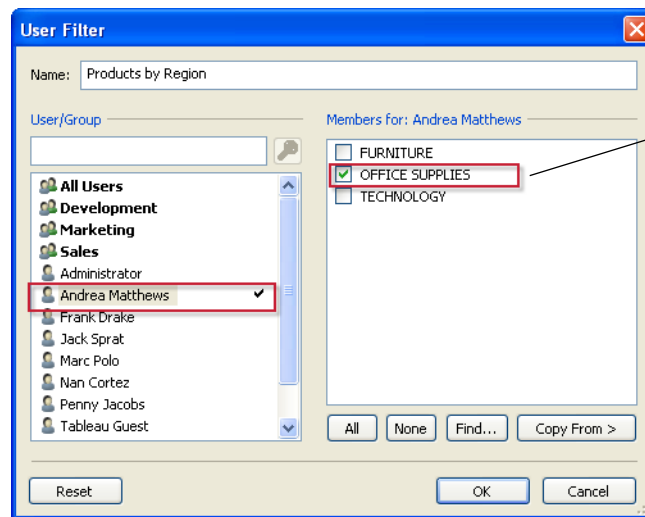 User Filter
Name: Products by Region
User/Group
Members for: Andrea Matthews
All Users
Development
Marketing
Sales
Administrator
Andrea Matthews
Frank Drake
Jack Sprat
Marc Polo
Nan Cortez
Penny Jacobs
Tableau Guest
FURNITURE
OFFICE SUPPLIES
TECHNOLOGY
All None Find... Copy From >
Reset OK Cancel